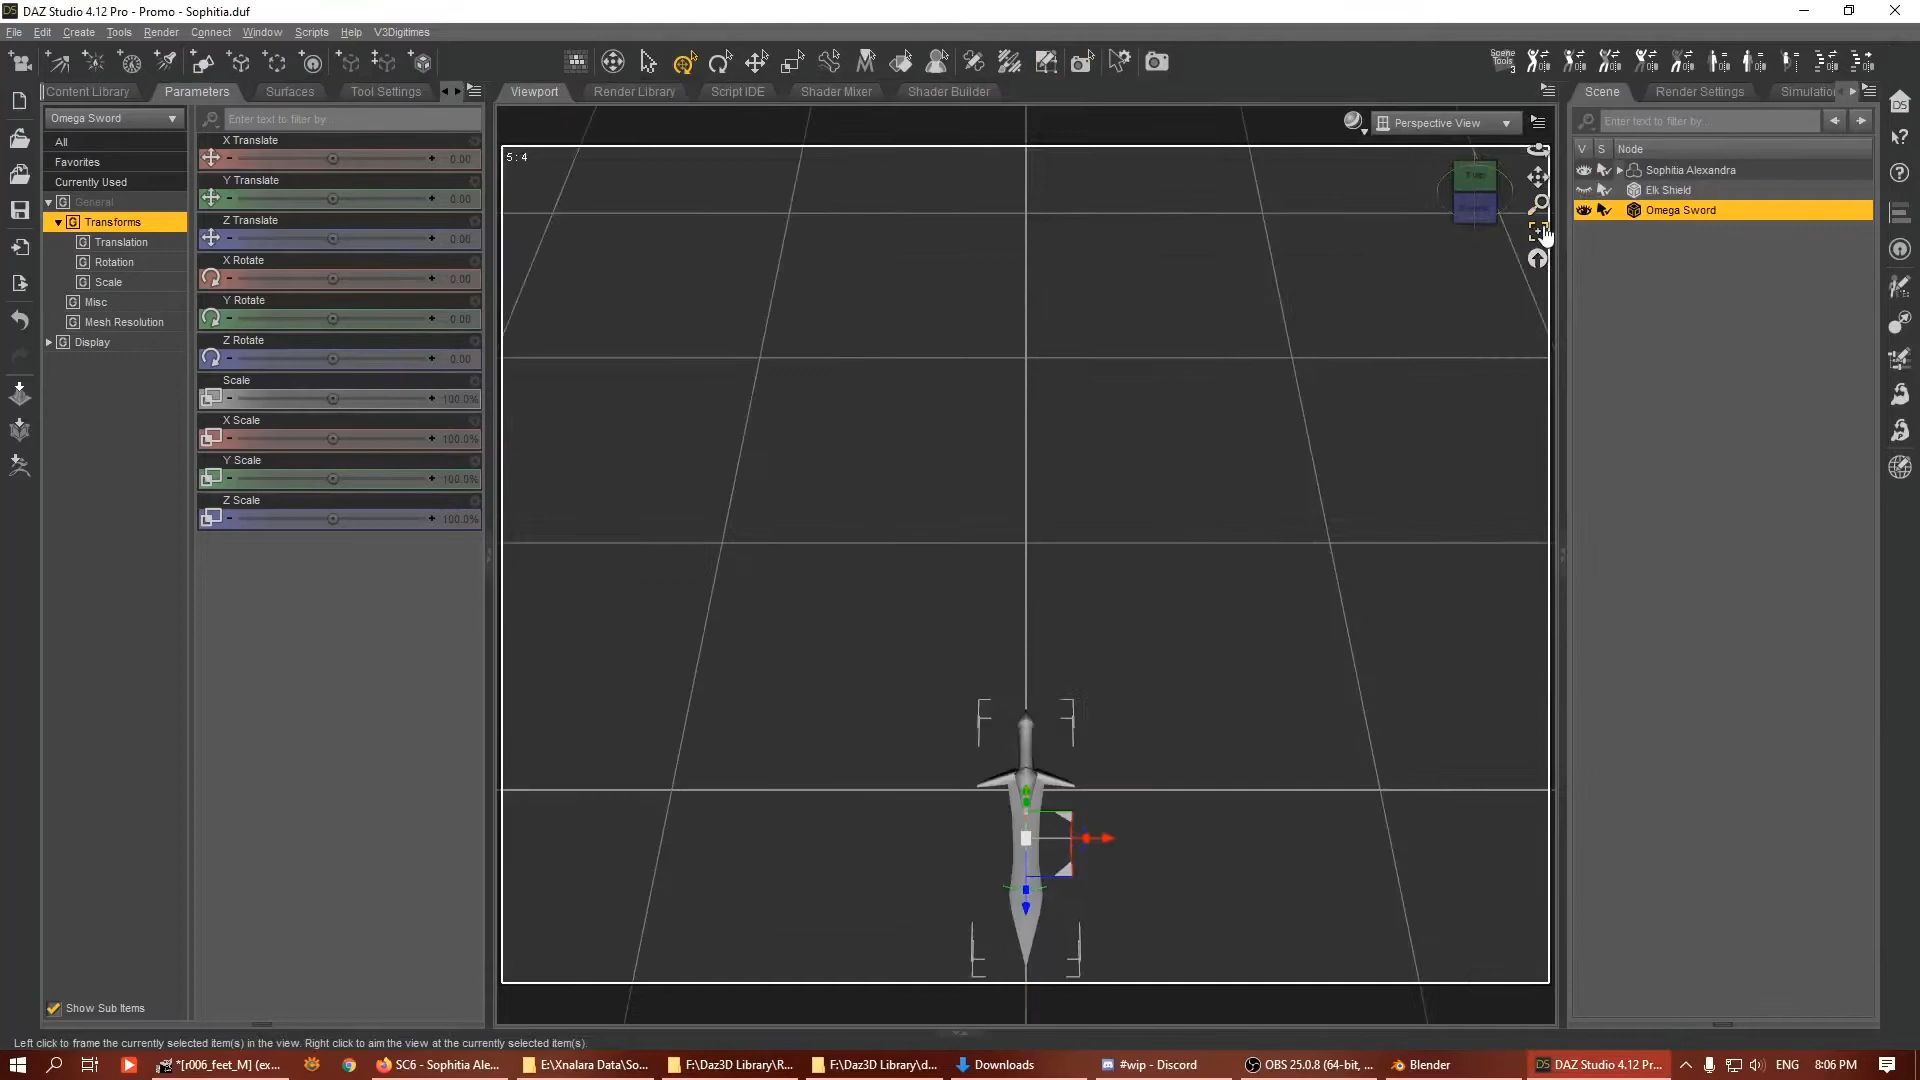 DAZ Studio 4.12 Pro - Promo - Sophitia.duf
File Edit Create Tools Render Connect Window Scripts Help V3Digitimes
Scene
Tools
3
Content Library Parameters Surfaces Tool Settings
Viewport Render Library Script IDE Shader Mixer Shader Builder
Scene Render Settings Simulatio
Omega Sword
Enter text to filter by...
All
Favorites
Currently Used
General
Transforms
Translation
Rotation
Scale
Misc
Mesh Resolution
Display
X Translate
0.00
Y Translate
0.00
Z Translate
0.00
X Rotate
0.00
Y Rotate
0.00
Z Rotate
0.00
Scale
100.0%
X Scale
100.0%
Y Scale
100.0%
Z Scale
100.0%
Show Sub Items
Perspective View
5 : 4
Enter text to filter by...
V S Node
Sophitia Alexandra
Elk Shield
Omega Sword
Left click to frame the currently selected item(s) in the view. Right click to aim the view at the currently selected item(s).
*[r006_feet_M] (ex... SC6 - Sophitia Ale... E:\Xnalara Data\So... F:\Daz3D Library\R... F:\Daz3D Library\d... Downloads #wip - Discord OBS 25.0.8 (64-bit, ... Blender DAZ Studio 4.12 Pr... ENG 8:06 PM